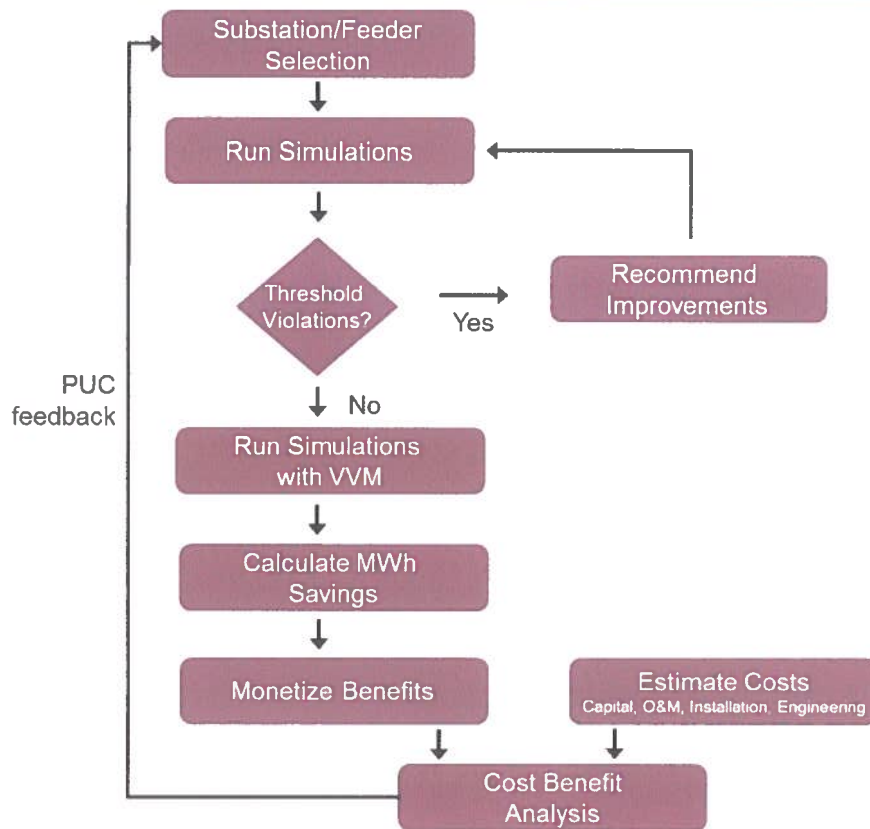 Substation/Feeder
Selection
Run Simulations
Threshold
Violations?
Yes
Recommend
Improvements
No
PUC
feedback
Run Simulations
with VVM
Calculate MWh
Savings
Monetize Benefits
Estimate Costs
Capital, O&M, Installation, Engineering
Cost Benefit
Analysis